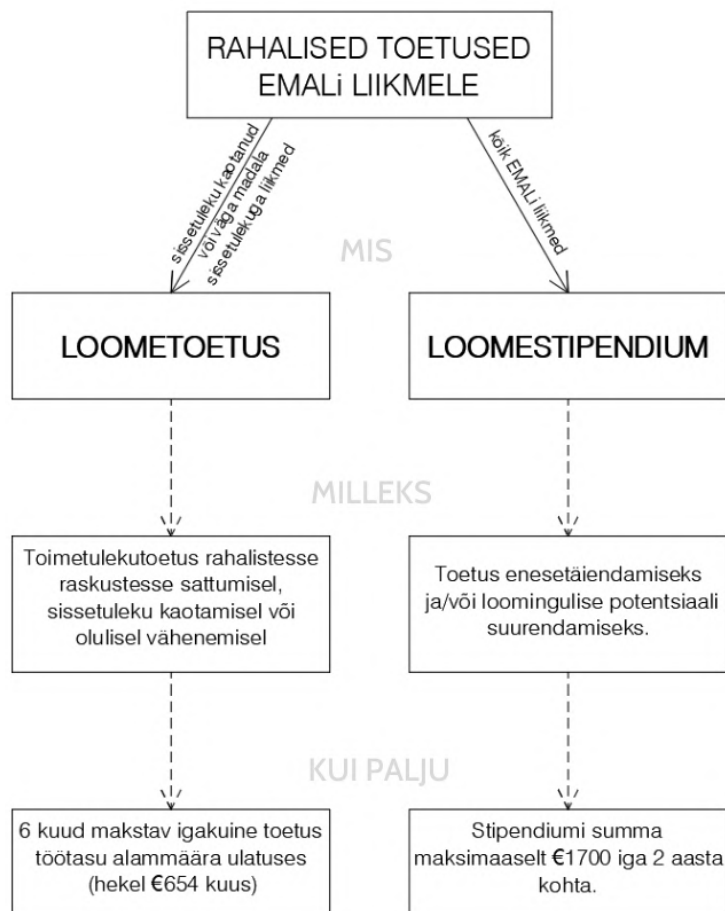 RAHALISED TOETUSED
EMALi LIIKMELE
sissetuleku kaotanud
või väga madala
sissetulekuga liikmed
kõik EMALi liikmed
MIS
LOOMETOETUS
LOOMESTIPENDIUM
MILLEKS
Toimetulekutoetus rahalistesse
raskustesse sattumisel,
sissetuleku kaotamisel või
olulisel vähenemisel
Toetus enesetäiendamiseks
ja/või loomingulise potentsiaali
suurendamiseks.
KUI PALJU
6 kuud makstav igakuine toetus
töötasu alammäära ulatuses
(hekel €654 kuus)
Stipendiumi summa
maksimaaselt €1700 iga 2 aasta
kohta.